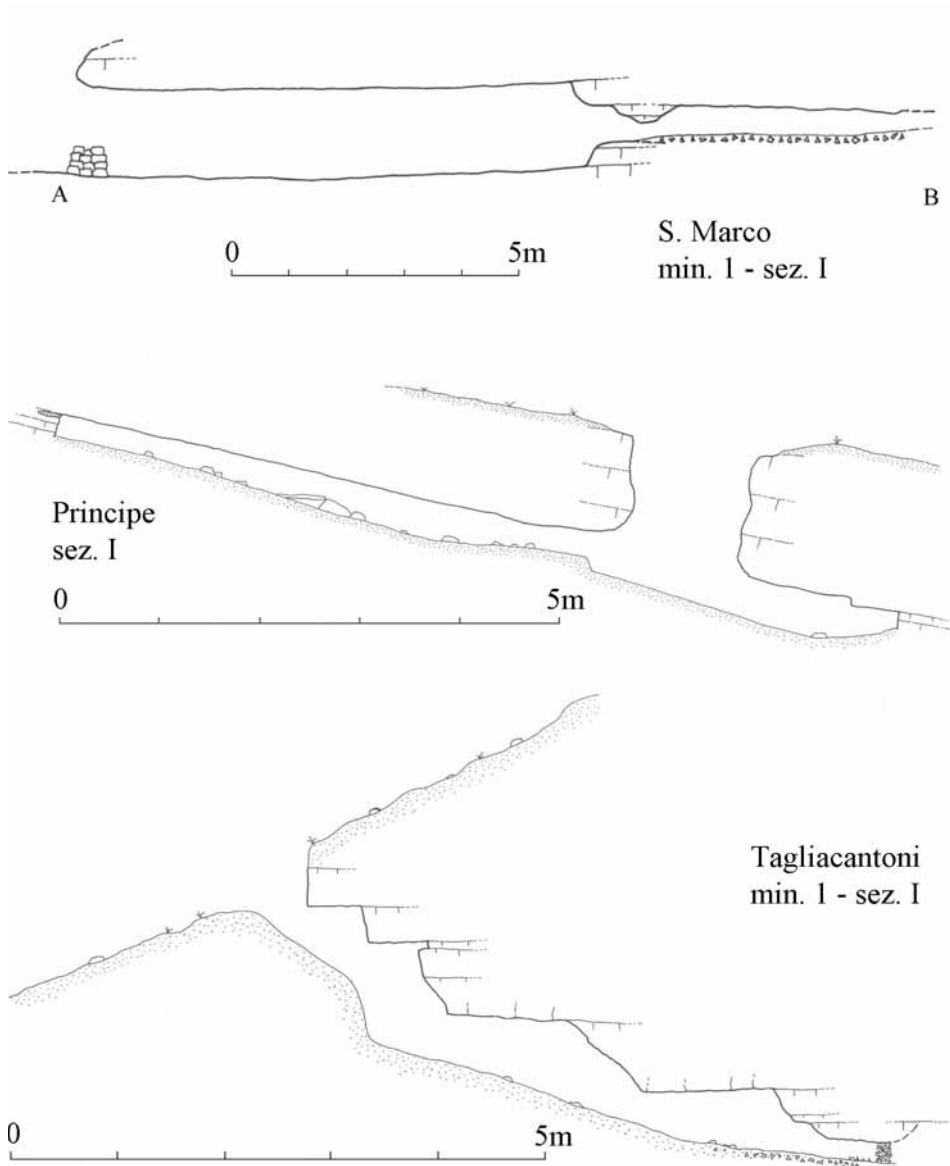 A
B
0 5m
S. Marco
min. 1 - sez. I
Principe
sez. I
0 5m
Tagliacantoni
min. 1 - sez. I
0 5m